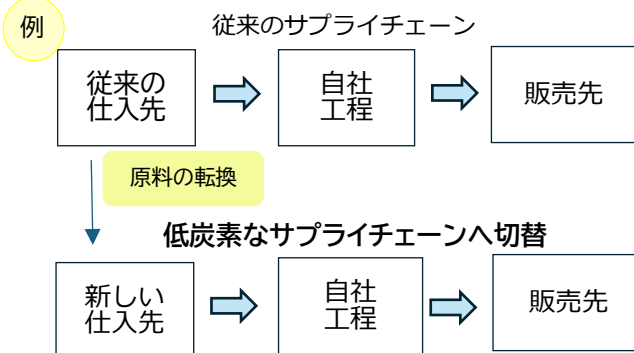 例
従来のサプライチェーン
従来の
仕入先
自社
工程
販売先
原料の転換
低炭素なサプライチェーンへ切替
新しい
仕入先
自社
工程
販売先